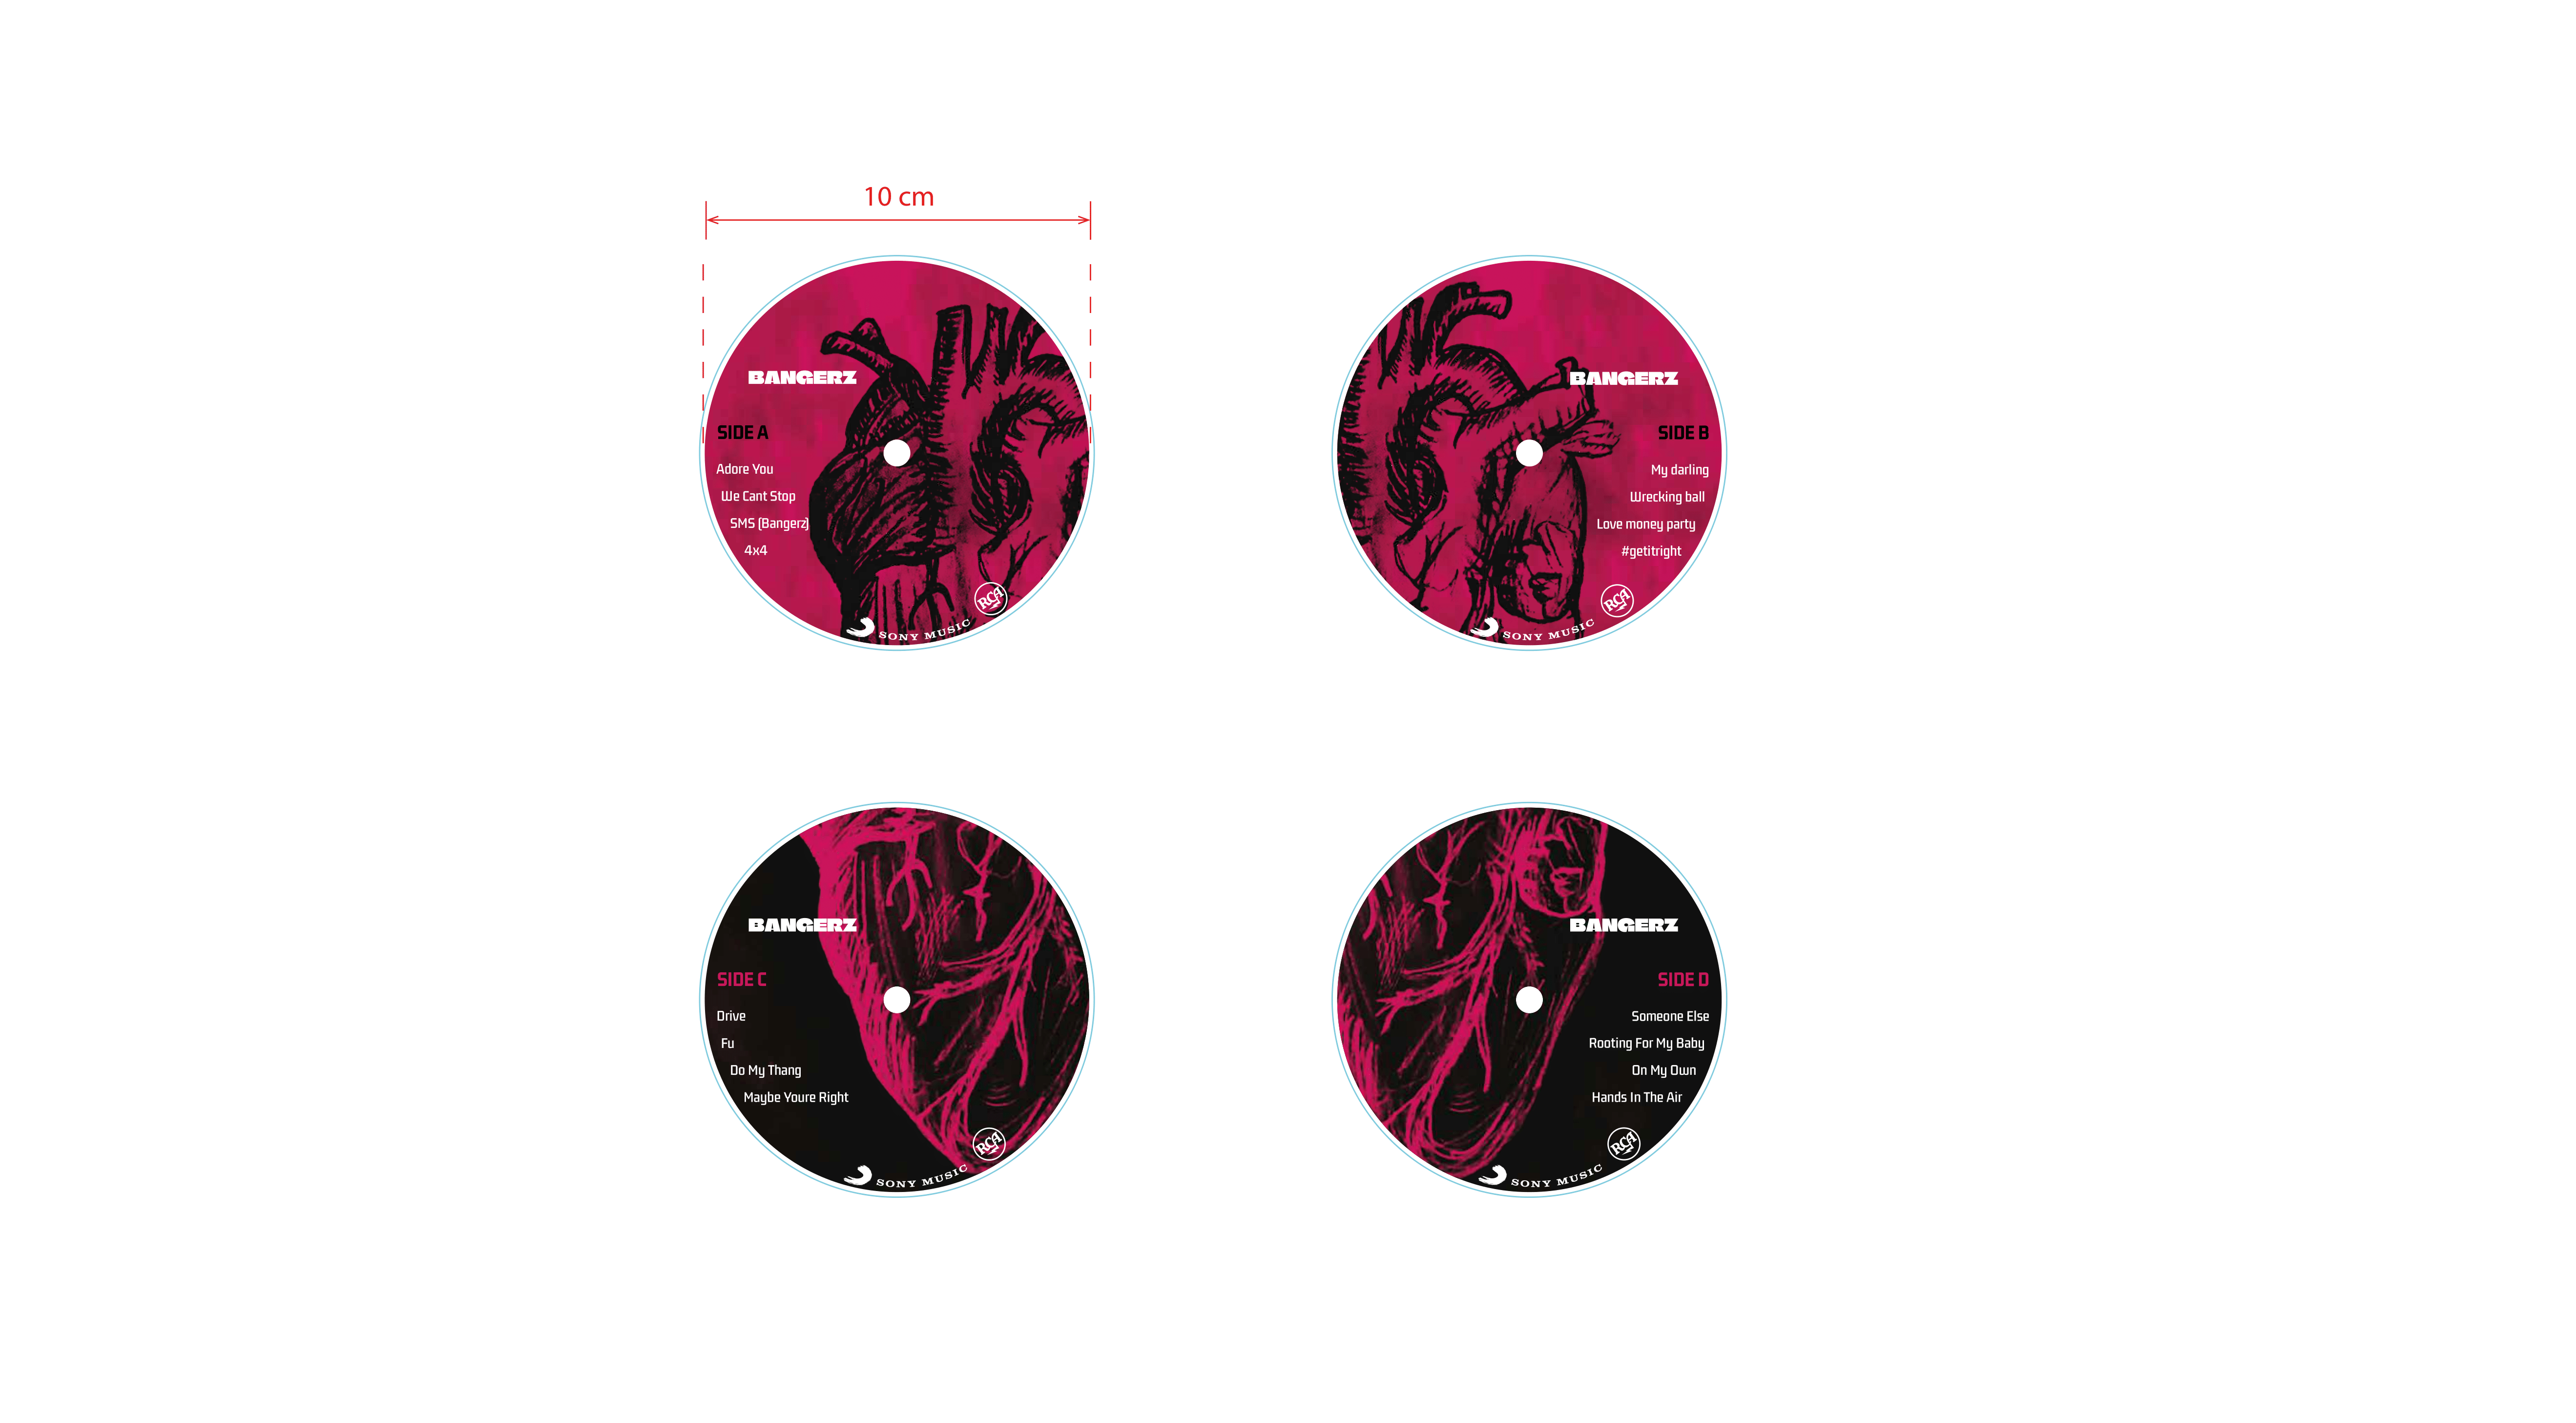 10 cm
BANGERZ
SIDE A
Adore You
We Cant Stop
SMS (Bangerz)
4x4
RCA
SONY MUSIC
BANGERZ
SIDE B
My darling
Wrecking ball
Love money party
#getitright
RCA
SONY MUSIC
BANGERZ
SIDE C
Drive
Fu
Do My Thang
Maybe Youre Right
RCA
SONY MUSIC
BANGERZ
SIDE D
Someone Else
Rooting For My Baby
On My Own
Hands In The Air
RCA
SONY MUSIC